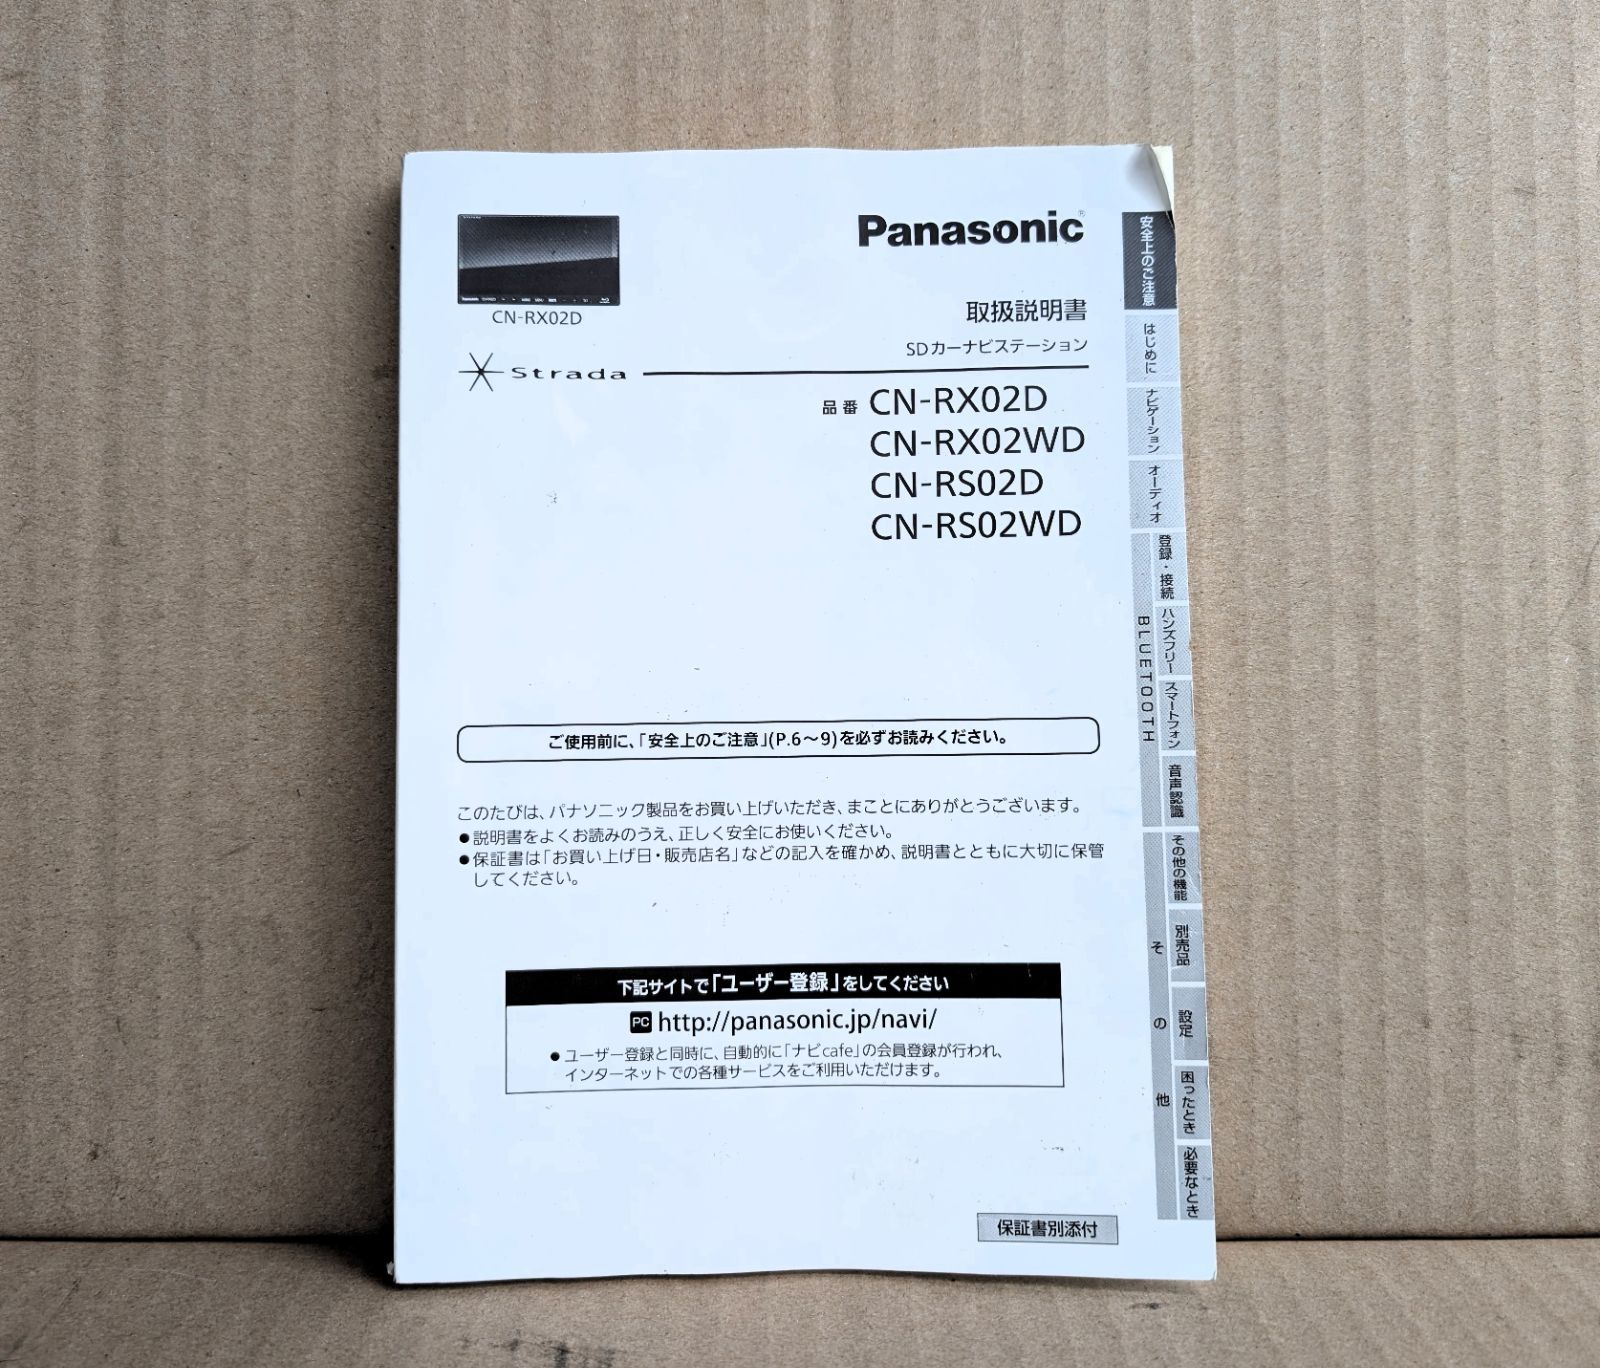 Panasonic®
CN-RX02D
取扱説明書
SDカーナビステーション
Strada
品番 CN-RX02D
CN-RX02WD
CN-RS02D
CN-RS02WD
ご使用前に、「安全上のご注意」(P.6～9)を必ずお読みください。
このたびは、パナソニック製品をお買い上げいただき、まことにありがとうございます。
●説明書をよくお読みのうえ、正しく安全にお使いください。
●保証書は「お買い上げ日・販売店名」などの記入を確かめ、説明書とともに大切に保管
してください。
下記サイトで「ユーザー登録」をしてください
PC http://panasonic.jp/navi/
●ユーザー登録と同時に、自動的に「ナビcafe」の会員登録が行われ、
インターネットでの各種サービスをご利用いただけます。
保証書別添付
安全上のご注意
はじめに
ナビゲーション
オーディオ
BLUETOOTH
登録・接続
ハンズフリー
スマートフォン
音声認識
その他
その他の機能
別売品
設定
困ったとき
必要なとき